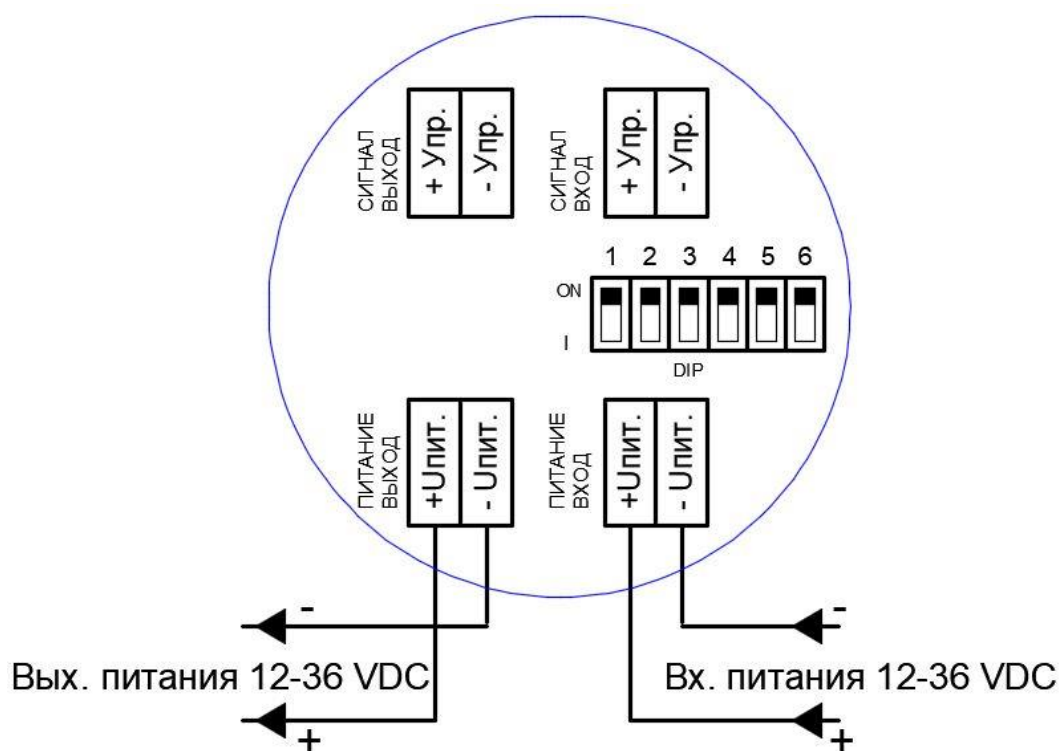 СИГНАЛ
ВЫХОД
+ Упр.
- Упр.
СИГНАЛ
ВХОД
+ Упр.
- Упр.
1 2 3 4 5 6
ON
I
DIP
ПИТАНИЕ
ВЫХОД
+Uпит.
- Uпит.
ПИТАНИЕ
ВХОД
+Uпит.
- Uпит.
-
Вых. питания 12-36 VDC
+
-
Вх. питания 12-36 VDC
+